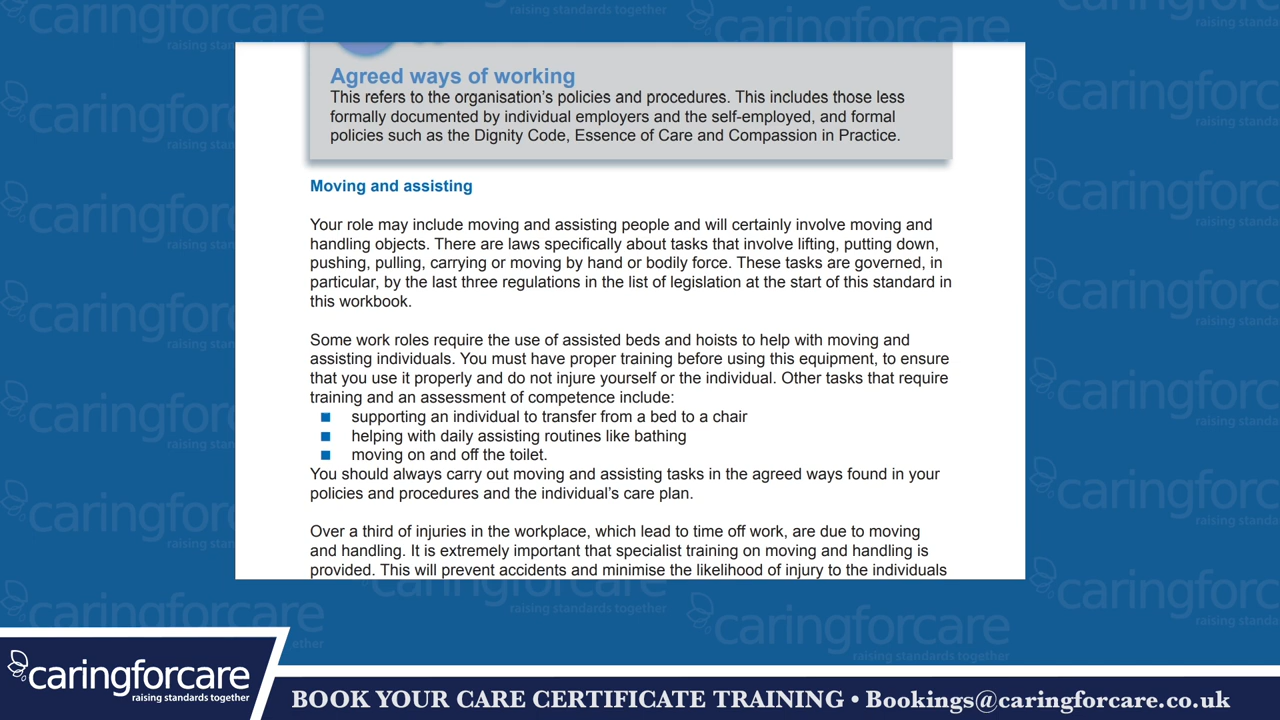 Agreed ways of working
This refers to the organisation's policies and procedures. This includes those less
formally documented by individual employers and the self-employed, and formal
policies such as the Dignity Code, Essence of Care and Compassion in Practice.
Moving and assisting
Your role may include moving and assisting people and will certainly involve moving and
handling objects. There are laws specifically about tasks that involve lifting, putting down,
pushing, pulling, carrying or moving by hand or bodily force. These tasks are governed, in
particular, by the last three regulations in the list of legislation at the start of this standard in
this workbook.
Some work roles require the use of assisted beds and hoists to help with moving and
assisting individuals. You must have proper training before using this equipment, to ensure
that you use it properly and do not injure yourself or the individual. Other tasks that require
training and an assessment of competence include:
■ supporting an individual to transfer from a bed to a chair
■ helping with daily assisting routines like bathing
■ moving on and off the toilet.
You should always carry out moving and assisting tasks in the agreed ways found in your
policies and procedures and the individual's care plan.
Over a third of injuries in the workplace, which lead to time off work, are due to moving
and handling. It is extremely important that specialist training on moving and handling is
provided. This will prevent accidents and minimise the likelihood of injury to the individuals
caringforcare
raising standards together
BOOK YOUR CARE CERTIFICATE TRAINING • Bookings@caringforcare.co.uk